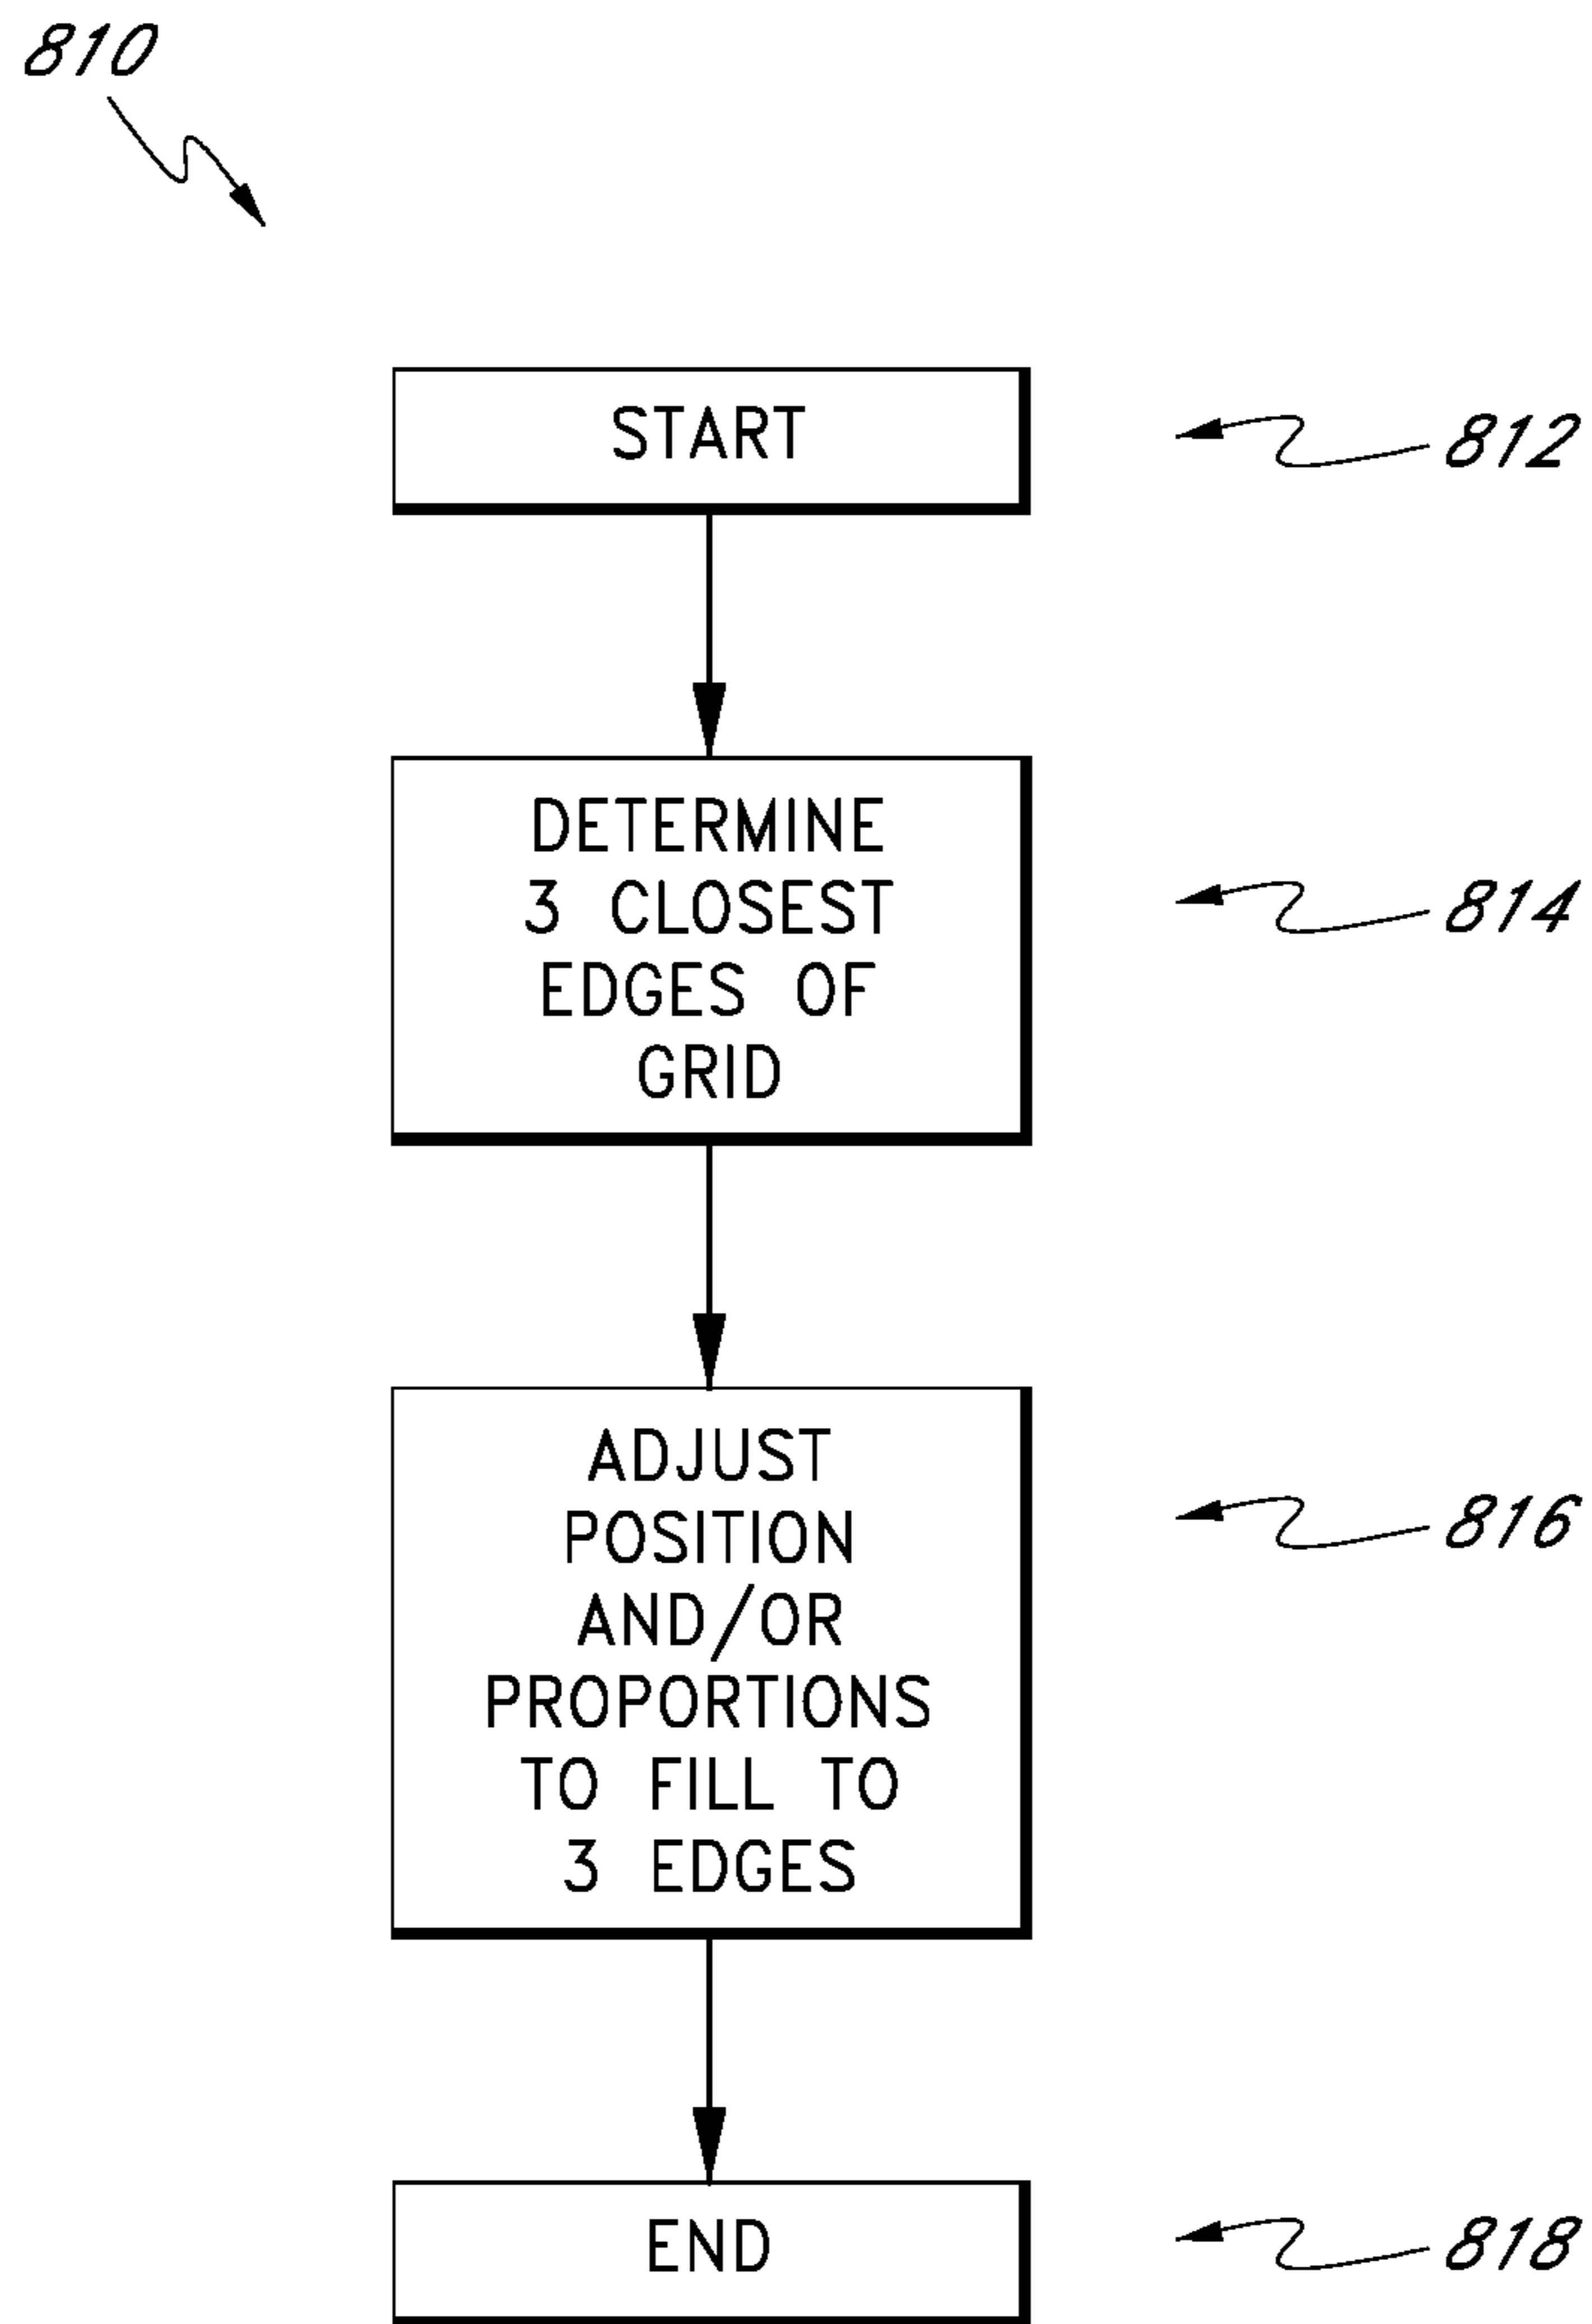 810
START
812
DETERMINE
3 CLOSEST
EDGES OF
GRID
814
ADJUST
POSITION
AND/OR
PROPORTIONS
TO FILL TO
3 EDGES
816
END
818